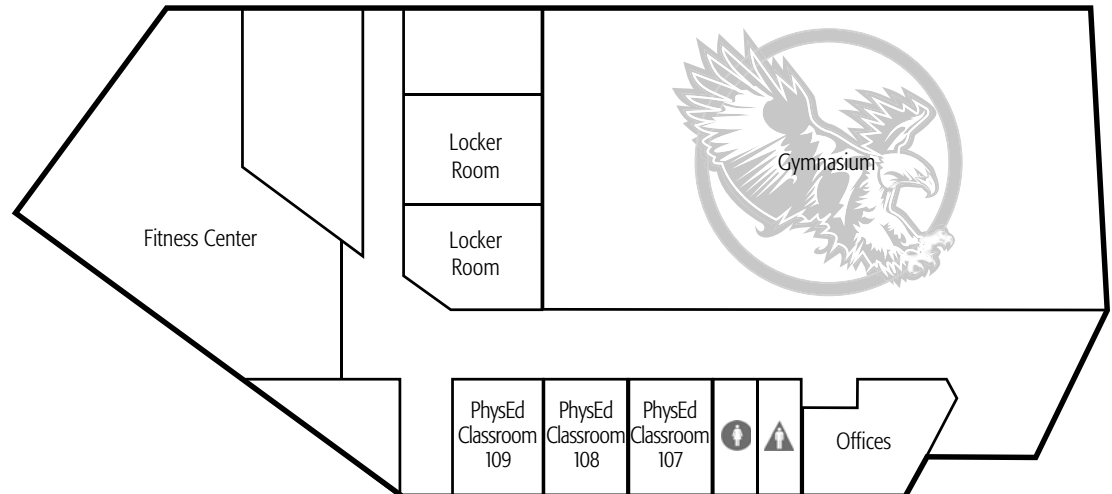 Locker
Room
Gymnasium
Fitness Center
Locker
Room
PhysEd
Classroom
109
PhysEd
Classroom
108
PhysEd
Classroom
107
Offices